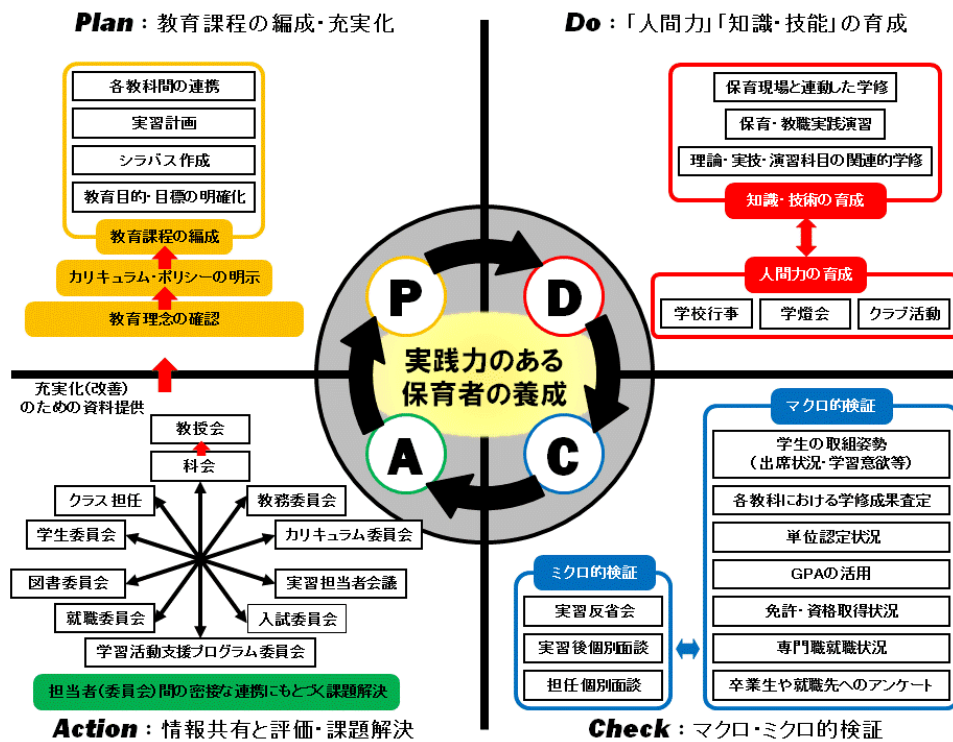 Plan：教育課程の編成・充実化
各教科間の連携
実習計画
シラバス作成
教育目的・目標の明確化
教育課程の編成
カリキュラム・ポリシーの明示
教育理念の確認
Do：「人間力」「知識・技能」の育成
保育現場と連動した学修
保育・教職実践演習
理論・実技・演習科目の関連的学修
知識・技術の育成
人間力の育成
学校行事
学燈会
クラブ活動
P
D
実践力のある
保育者の養成
A
C
充実化(改善)
のための資料提供
教授会
科会
クラス担任
教務委員会
学生委員会
カリキュラム委員会
図書委員会
実習担当者会議
就職委員会
入試委員会
学習活動支援プログラム委員会
担当者(委員会)間の密接な連携にもとづく課題解決
Action：情報共有と評価・課題解決
ミクロ的検証
実習反省会
実習後個別面談
担任個別面談
マクロ的検証
学生の取組姿勢
(出席状況・学習意欲等)
各教科における学修成果査定
単位認定状況
GPAの活用
免許・資格取得状況
専門職就職状況
卒業生や就職先へのアンケート
Check：マクロ・ミクロ的検証